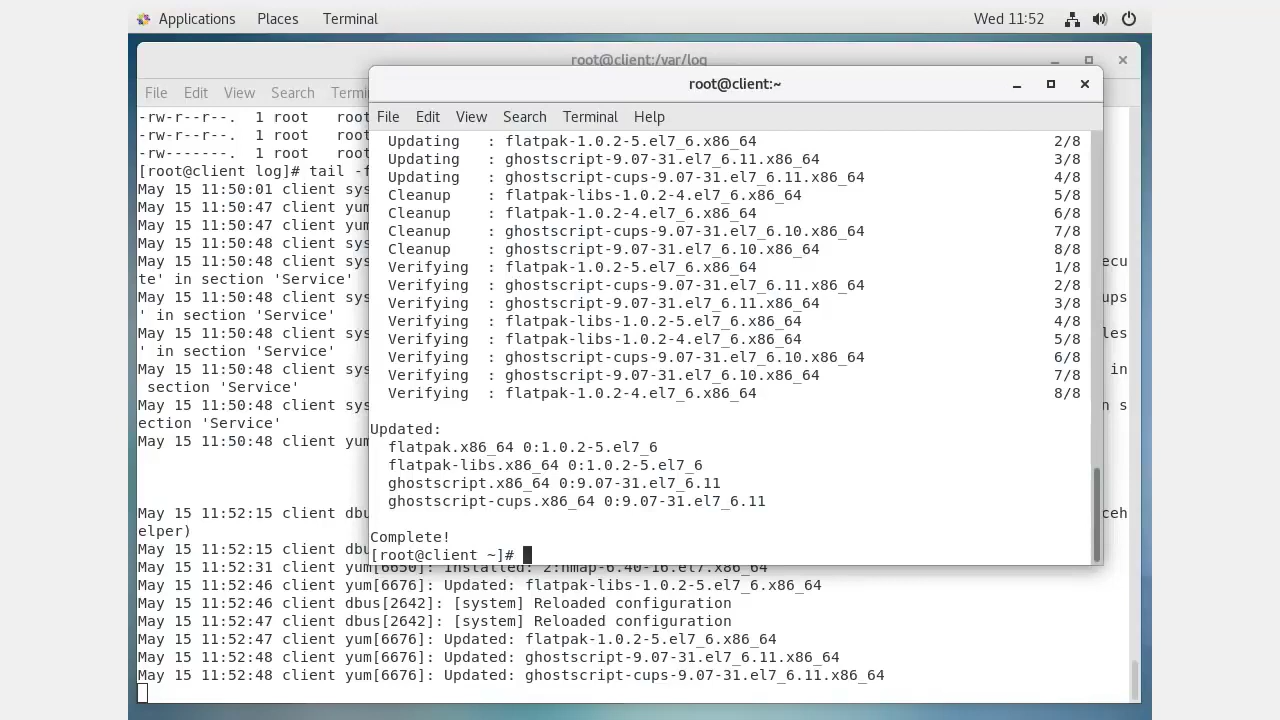 Applications Places Terminal Wed 11:52
root@client:/var/log
File Edit View Search Termi
-rw-r--r--. 1 root root
-rw-r--r--. 1 root root
-rw-------. 1 root root
[root@client log]# tail -f
May 15 11:50:01 client sys
May 15 11:50:47 client yum
May 15 11:50:47 client yum
May 15 11:50:48 client sys
May 15 11:50:48 client sys ecu
te' in section 'Service'
May 15 11:50:48 client sys ups
' in section 'Service'
May 15 11:50:48 client sys les
' in section 'Service'
May 15 11:50:48 client sys in
section 'Service'
May 15 11:50:48 client sys n s
ection 'Service'
May 15 11:50:48 client yum
May 15 11:52:15 client dbu ceh
elper)
May 15 11:52:15 client dbu
May 15 11:52:31 client yum[6650]: Installed: 2:nmap-6.40-16.el7.x86_64
May 15 11:52:46 client yum[6676]: Updated: flatpak-libs-1.0.2-5.el7_6.x86_64
May 15 11:52:46 client dbus[2642]: [system] Reloaded configuration
May 15 11:52:47 client dbus[2642]: [system] Reloaded configuration
May 15 11:52:47 client yum[6676]: Updated: flatpak-1.0.2-5.el7_6.x86_64
May 15 11:52:48 client yum[6676]: Updated: ghostscript-9.07-31.el7_6.11.x86_64
May 15 11:52:48 client yum[6676]: Updated: ghostscript-cups-9.07-31.el7_6.11.x86_64
root@client:~
File Edit View Search Terminal Help
Updating : flatpak-1.0.2-5.el7_6.x86_64 2/8
Updating : ghostscript-9.07-31.el7_6.11.x86_64 3/8
Updating : ghostscript-cups-9.07-31.el7_6.11.x86_64 4/8
Cleanup : flatpak-libs-1.0.2-4.el7_6.x86_64 5/8
Cleanup : flatpak-1.0.2-4.el7_6.x86_64 6/8
Cleanup : ghostscript-cups-9.07-31.el7_6.10.x86_64 7/8
Cleanup : ghostscript-9.07-31.el7_6.10.x86_64 8/8
Verifying : flatpak-1.0.2-5.el7_6.x86_64 1/8
Verifying : ghostscript-cups-9.07-31.el7_6.11.x86_64 2/8
Verifying : ghostscript-9.07-31.el7_6.11.x86_64 3/8
Verifying : flatpak-libs-1.0.2-5.el7_6.x86_64 4/8
Verifying : flatpak-libs-1.0.2-4.el7_6.x86_64 5/8
Verifying : ghostscript-cups-9.07-31.el7_6.10.x86_64 6/8
Verifying : ghostscript-9.07-31.el7_6.10.x86_64 7/8
Verifying : flatpak-1.0.2-4.el7_6.x86_64 8/8
Updated:
flatpak.x86_64 0:1.0.2-5.el7_6
flatpak-libs.x86_64 0:1.0.2-5.el7_6
ghostscript.x86_64 0:9.07-31.el7_6.11
ghostscript-cups.x86_64 0:9.07-31.el7_6.11
Complete!
[root@client ~]#